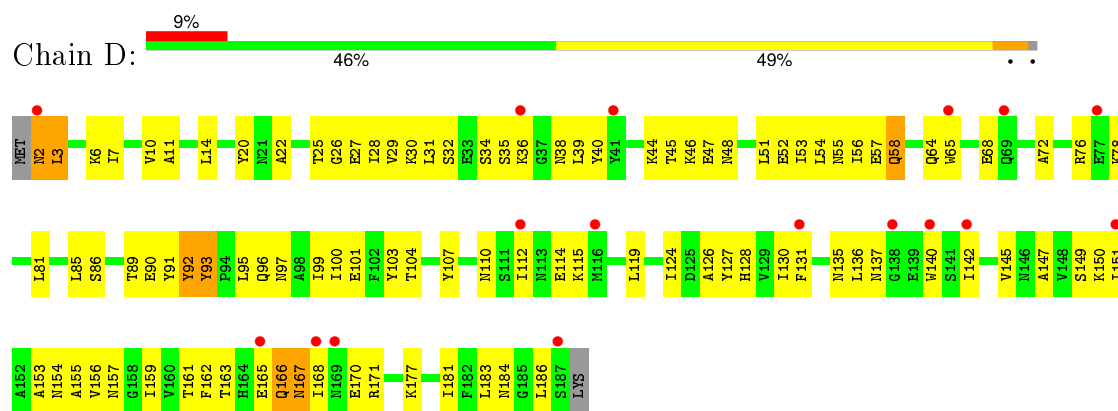 9%
Chain D:
46% 49% • •
MET N2 L3 K6 I7 V10 A11 L14 Y20 N21 A22 T25 G26 E27 I28 V29 K30 L31 S32 E33 S34 S35 K36 G37 N38 L39 Y40 Y41 K44 T45 K46 E47 N48 L51 E52 I53 L54 N55 I56 E57 Q58 Q64 W65 E68 Q69 A72 R76 E77 K78
L81 L85 S86 T89 E90 Y91 Y92 Y93 P94 L95 Q96 N97 A98 I99 I100 E101 F102 Y103 T104 Y107 N110 S111 I112 N113 E114 K115 M116 L119 I124 D125 A126 Y127 H128 V129 I130 F131 N135 L136 N137 G138 E139 W140 S141 I142 V145 N146 A147 V148 S149 K150 I151
A152 A153 N154 A155 V156 N157 G158 I159 V160 T161 F162 T163 H164 E165 Q166 N167 I168 N169 E170 R171 K177 I181 F182 L183 N184 G185 L186 S187 LYS